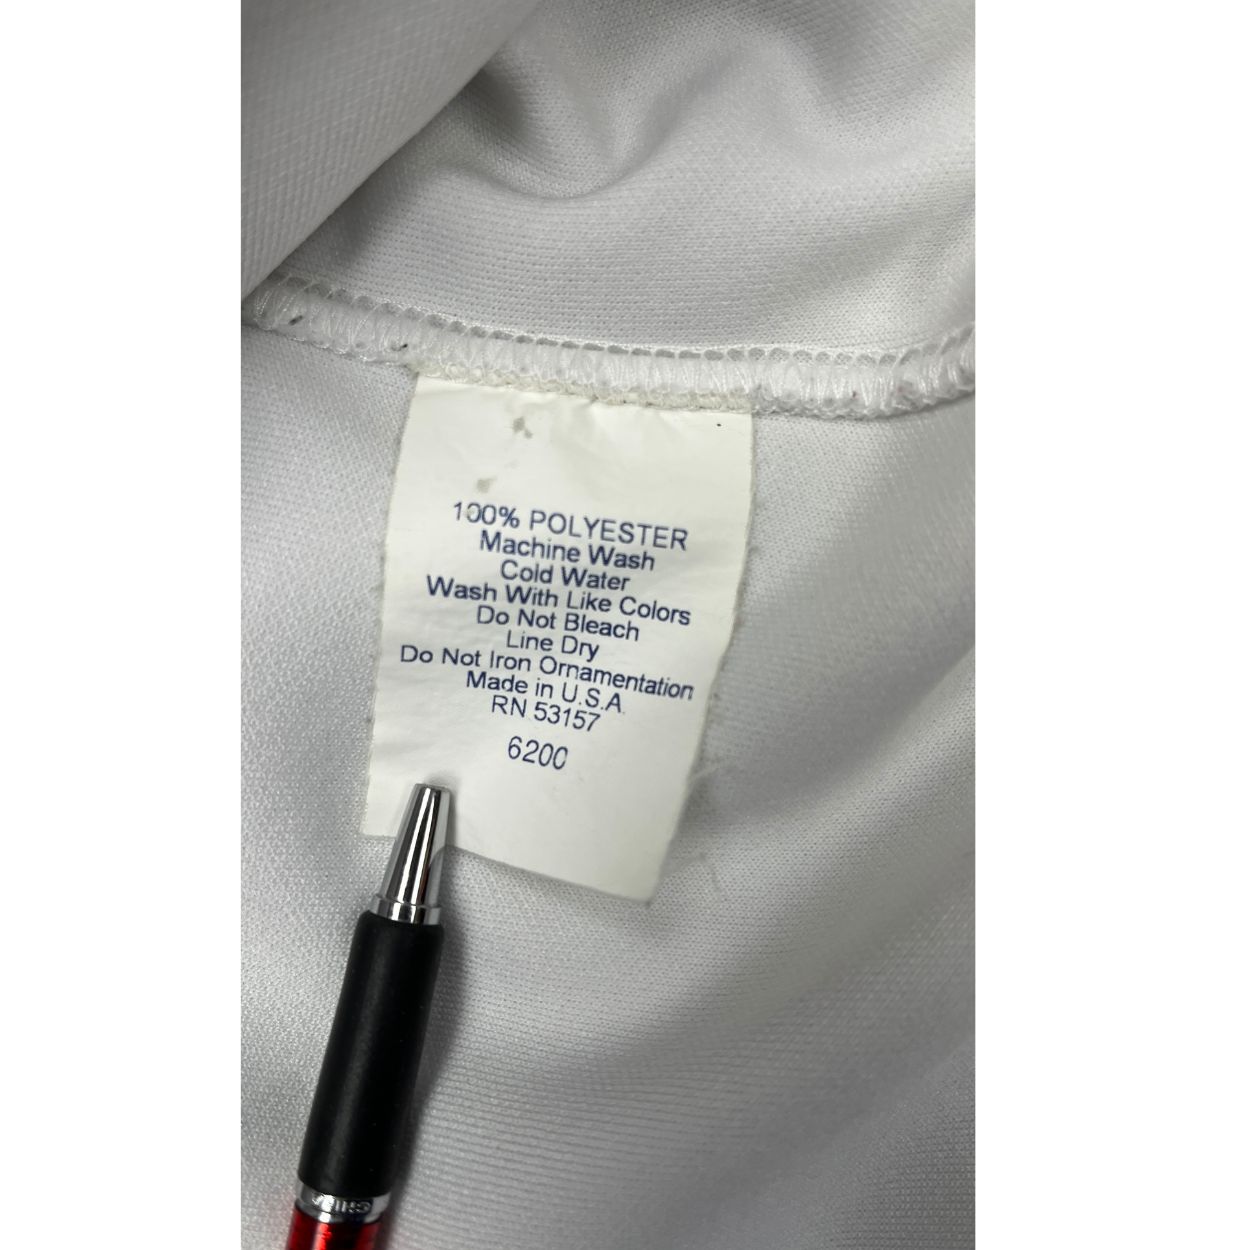 100% POLYESTER
Machine Wash
Cold Water
Wash With Like Colors
Do Not Bleach
Line Dry
Do Not Iron Ornamentation
Made in U.S.A.
RN 53157
6200